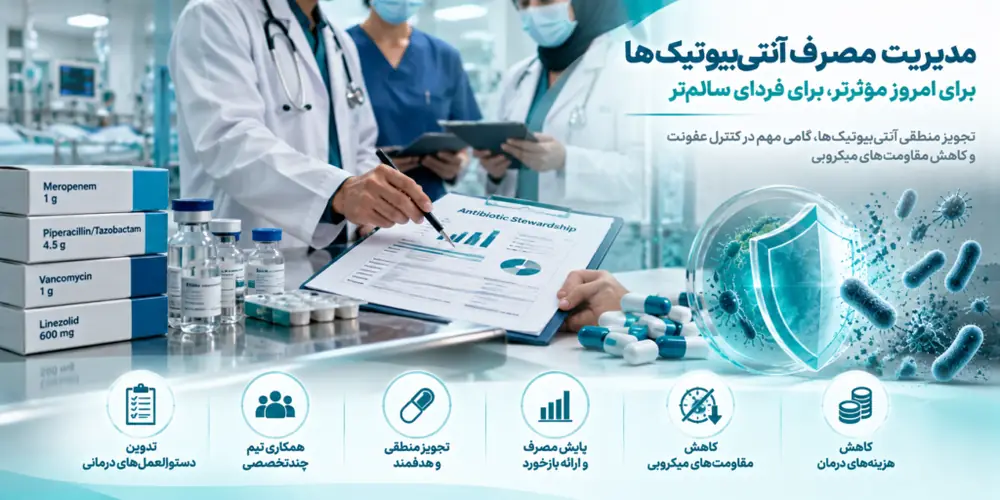 مدیریت مصرف آنتی‌بیوتیک‌ها
برای امروز مؤثرتر، برای فردای سالم‌تر
تجویز منطقی آنتی‌بیوتیک‌ها، گامی مهم در کنترل عفونت
و کاهش مقاومت‌های میکروبی
Meropenem
1 g
Piperacillin/Tazobactam
4.5 g
Vancomycin
1 g
Linezolid
600 mg
Antibiotic Stewardship
تدوین
دستورالعمل‌های درمانی
همکاری تیم
چندتخصصی
تجویز منطقی
و هدفمند
پایش مصرف
و ارائه بازخورد
کاهش
مقاومت‌های میکروبی
کاهش
هزینه‌های درمان